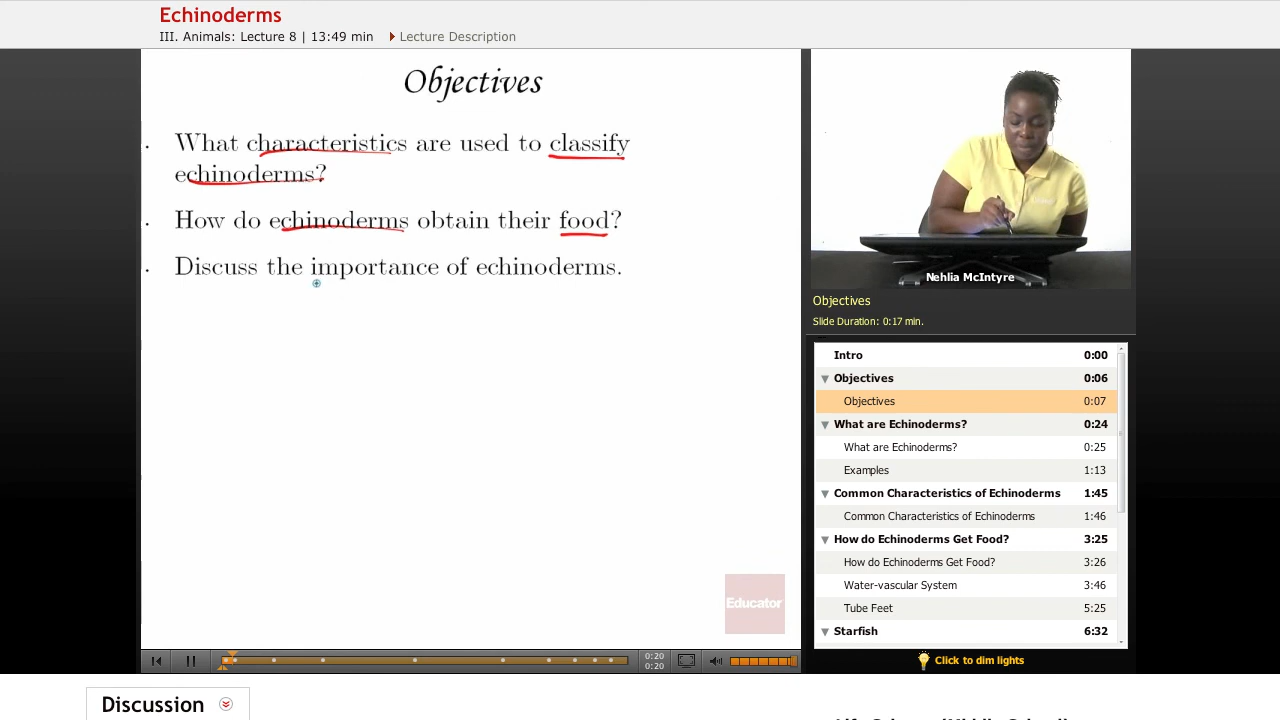 Echinoderms
III. Animals: Lecture 8 | 13:49 min
Lecture Description
Objectives
What characteristics are used to classify
echinoderms?
How do echinoderms obtain their food?
Discuss the importance of echinoderms.
Educator
0:20
0:20
Nehlia McIntyre
Objectives
Slide Duration: 0:17 min.
Intro 0:00
Objectives 0:06
Objectives 0:07
What are Echinoderms? 0:24
What are Echinoderms? 0:25
Examples 1:13
Common Characteristics of Echinoderms 1:45
Common Characteristics of Echinoderms 1:46
How do Echinoderms Get Food? 3:25
How do Echinoderms Get Food? 3:26
Water-vascular System 3:46
Tube Feet 5:25
Starfish 6:32
Click to dim lights
Discussion